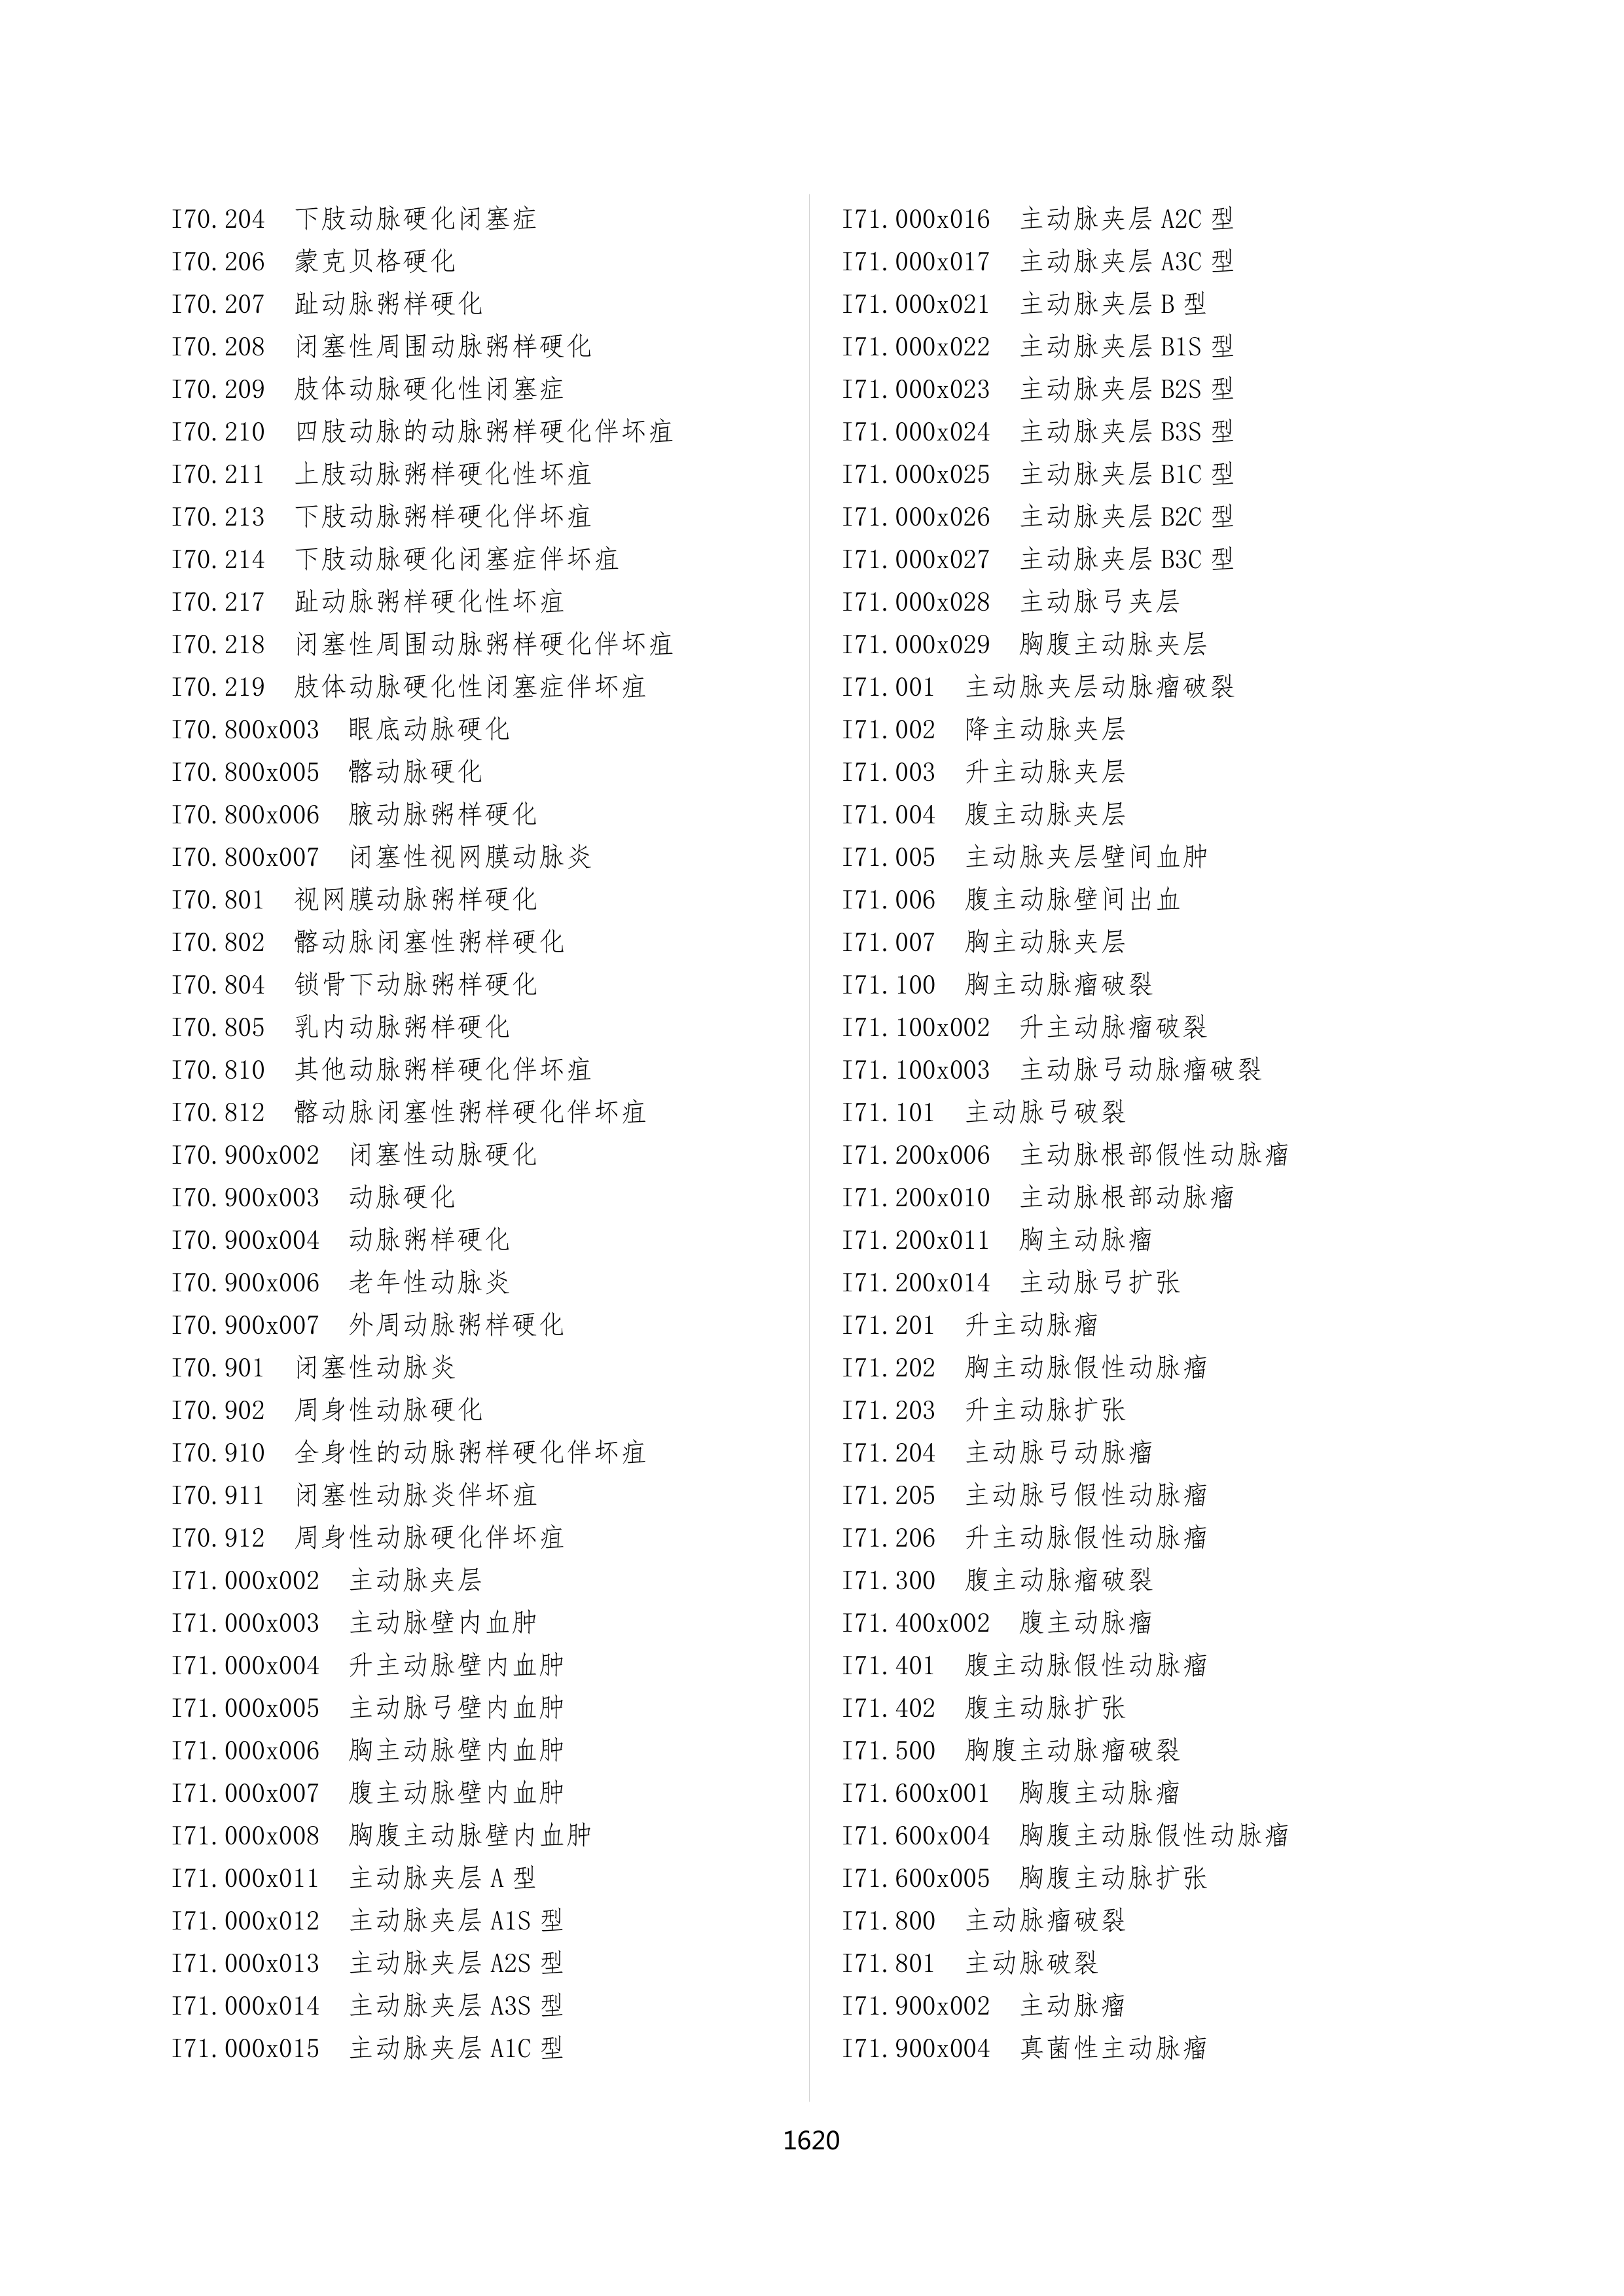 I70.204 下肢动脉硬化闭塞症
I70.206 蒙克贝格硬化
I70.207 趾动脉粥样硬化
I70.208 闭塞性周围动脉粥样硬化
I70.209 肢体动脉硬化性闭塞症
I70.210 四肢动脉的动脉粥样硬化伴坏疽
I70.211 上肢动脉粥样硬化性坏疽
I70.213 下肢动脉粥样硬化伴坏疽
I70.214 下肢动脉硬化闭塞症伴坏疽
I70.217 趾动脉粥样硬化性坏疽
I70.218 闭塞性周围动脉粥样硬化伴坏疽
I70.219 肢体动脉硬化性闭塞症伴坏疽
I70.800x003 眼底动脉硬化
I70.800x005 髂动脉硬化
I70.800x006 腋动脉粥样硬化
I70.800x007 闭塞性视网膜动脉炎
I70.801 视网膜动脉粥样硬化
I70.802 髂动脉闭塞性粥样硬化
I70.804 锁骨下动脉粥样硬化
I70.805 乳内动脉粥样硬化
I70.810 其他动脉粥样硬化伴坏疽
I70.812 髂动脉闭塞性粥样硬化伴坏疽
I70.900x002 闭塞性动脉硬化
I70.900x003 动脉硬化
I70.900x004 动脉粥样硬化
I70.900x006 老年性动脉炎
I70.900x007 外周动脉粥样硬化
I70.901 闭塞性动脉炎
I70.902 周身性动脉硬化
I70.910 全身性的动脉粥样硬化伴坏疽
I70.911 闭塞性动脉炎伴坏疽
I70.912 周身性动脉硬化伴坏疽
I71.000x002 主动脉夹层
I71.000x003 主动脉壁内血肿
I71.000x004 升主动脉壁内血肿
I71.000x005 主动脉弓壁内血肿
I71.000x006 胸主动脉壁内血肿
I71.000x007 腹主动脉壁内血肿
I71.000x008 胸腹主动脉壁内血肿
I71.000x011 主动脉夹层 A 型
I71.000x012 主动脉夹层 A1S 型
I71.000x013 主动脉夹层 A2S 型
I71.000x014 主动脉夹层 A3S 型
I71.000x015 主动脉夹层 A1C 型
I71.000x016 主动脉夹层 A2C 型
I71.000x017 主动脉夹层 A3C 型
I71.000x021 主动脉夹层 B 型
I71.000x022 主动脉夹层 B1S 型
I71.000x023 主动脉夹层 B2S 型
I71.000x024 主动脉夹层 B3S 型
I71.000x025 主动脉夹层 B1C 型
I71.000x026 主动脉夹层 B2C 型
I71.000x027 主动脉夹层 B3C 型
I71.000x028 主动脉弓夹层
I71.000x029 胸腹主动脉夹层
I71.001 主动脉夹层动脉瘤破裂
I71.002 降主动脉夹层
I71.003 升主动脉夹层
I71.004 腹主动脉夹层
I71.005 主动脉夹层壁间血肿
I71.006 腹主动脉壁间出血
I71.007 胸主动脉夹层
I71.100 胸主动脉瘤破裂
I71.100x002 升主动脉瘤破裂
I71.100x003 主动脉弓动脉瘤破裂
I71.101 主动脉弓破裂
I71.200x006 主动脉根部假性动脉瘤
I71.200x010 主动脉根部动脉瘤
I71.200x011 胸主动脉瘤
I71.200x014 主动脉弓扩张
I71.201 升主动脉瘤
I71.202 胸主动脉假性动脉瘤
I71.203 升主动脉扩张
I71.204 主动脉弓动脉瘤
I71.205 主动脉弓假性动脉瘤
I71.206 升主动脉假性动脉瘤
I71.300 腹主动脉瘤破裂
I71.400x002 腹主动脉瘤
I71.401 腹主动脉假性动脉瘤
I71.402 腹主动脉扩张
I71.500 胸腹主动脉瘤破裂
I71.600x001 胸腹主动脉瘤
I71.600x004 胸腹主动脉假性动脉瘤
I71.600x005 胸腹主动脉扩张
I71.800 主动脉瘤破裂
I71.801 主动脉破裂
I71.900x002 主动脉瘤
I71.900x004 真菌性主动脉瘤
1620